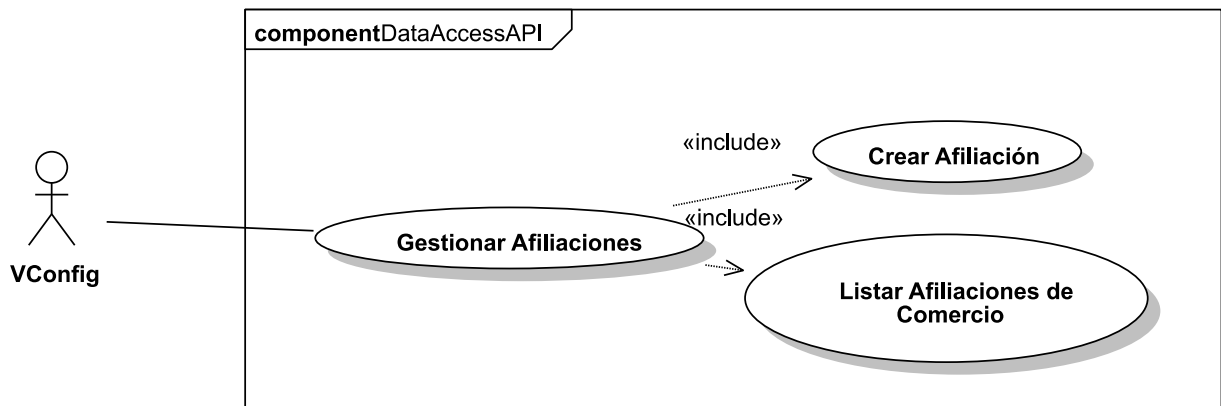 componentDataAccessAPI
«include»
Crear Afiliación
«include»
Gestionar Afiliaciones
VConfig
Listar Afiliaciones de
Comercio